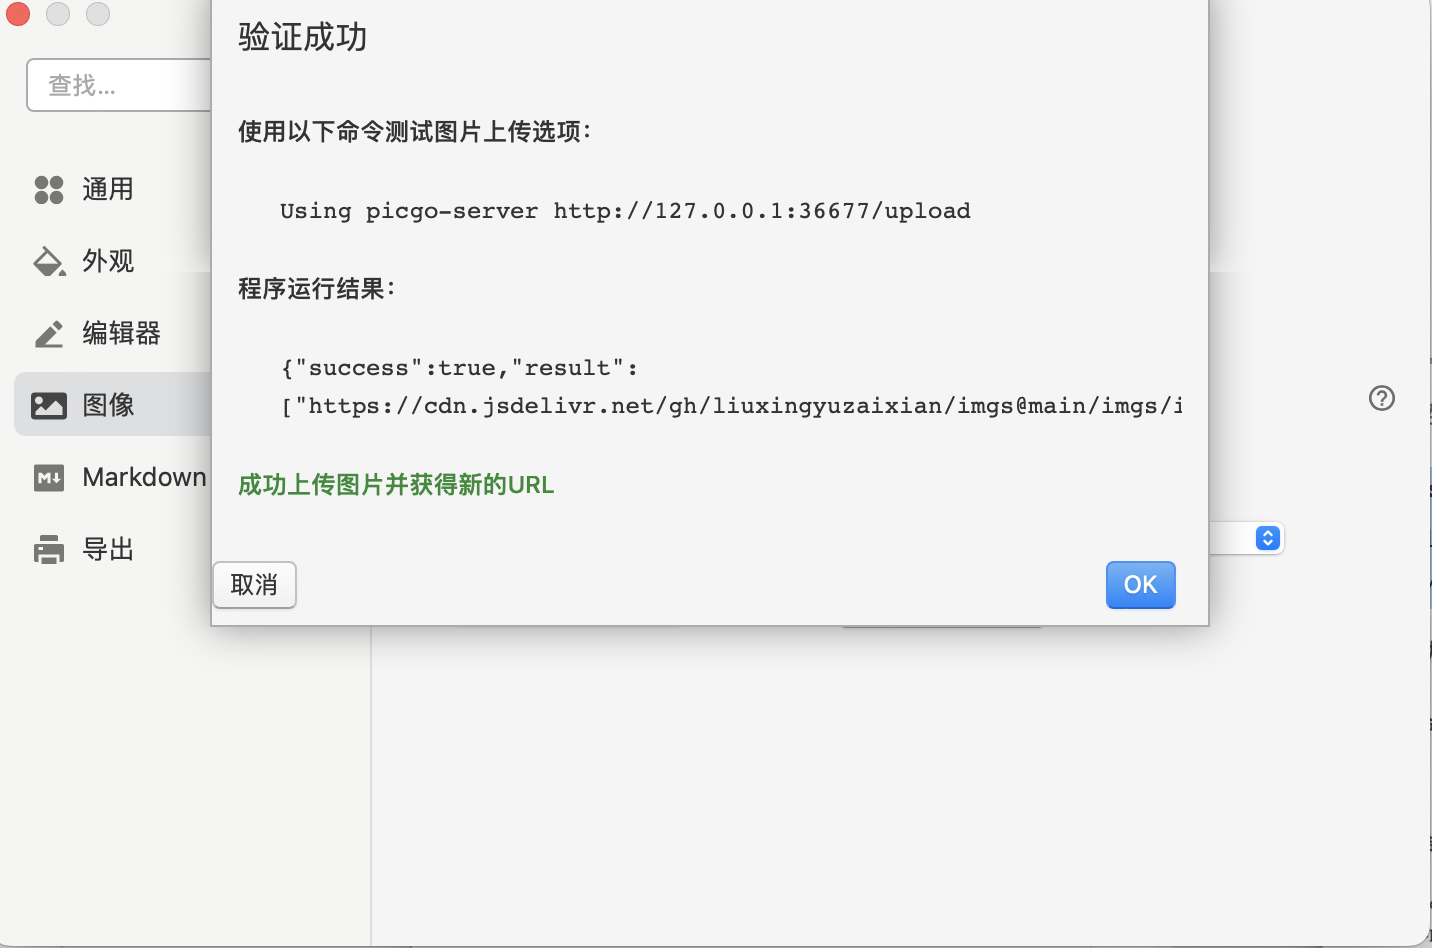 验证成功
查找...
使用以下命令测试图片上传选项：
通用
Using picgo-server http://127.0.0.1:36677/upload
外观
程序运行结果：
编辑器
{"success":true,"result":
["https://cdn.jsdelivr.net/gh/liuxingyuzaixian/imgs@main/imgs/i
图像
Markdown
成功上传图片并获得新的URL
导出
取消
OK